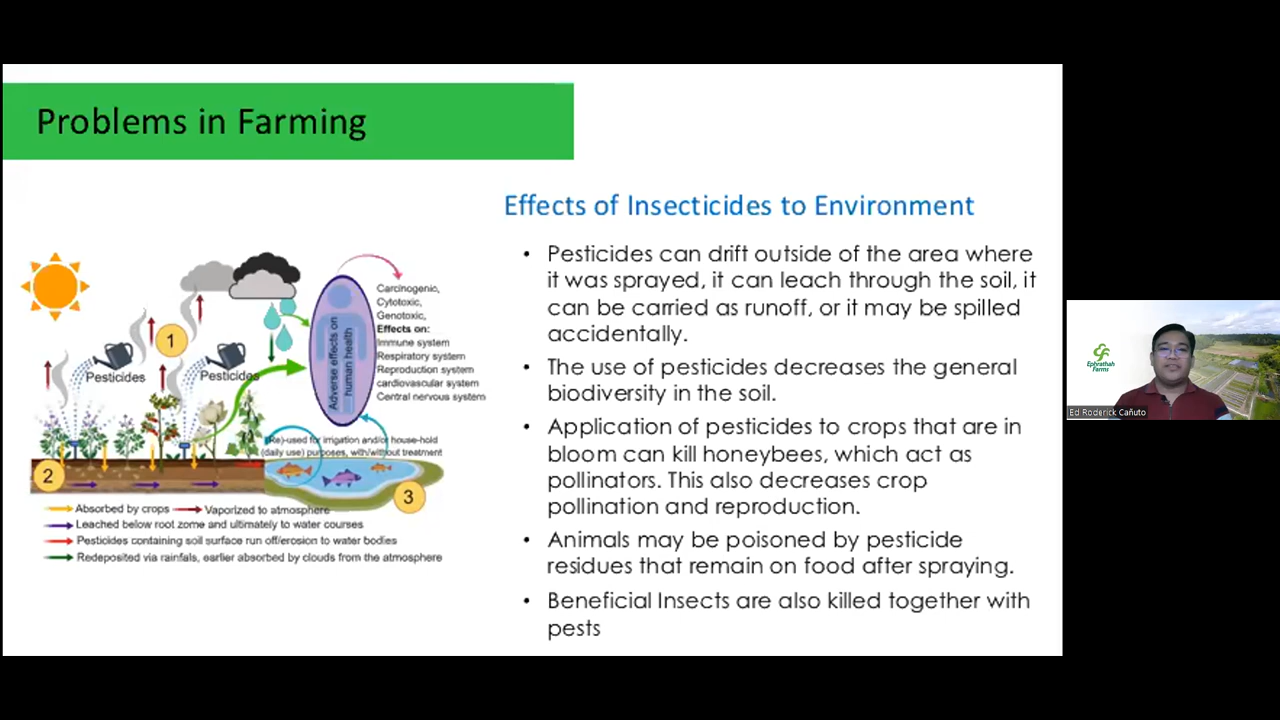 Problems in Farming
Effects of Insecticides to Environment
• Pesticides can drift outside of the area where
it was sprayed, it can leach through the soil, it
can be carried as runoff, or it may be spilled
accidentally.
• The use of pesticides decreases the general
biodiversity in the soil.
• Application of pesticides to crops that are in
bloom can kill honeybees, which act as
pollinators. This also decreases crop
pollination and reproduction.
• Animals may be poisoned by pesticide
residues that remain on food after spraying.
• Beneficial Insects are also killed together with
pests
1
Pesticides
Pesticides
Adverse effects on
human health
Carcinogenic,
Cytotoxic,
Genotoxic,
Effects on:
Immune system
Respiratory system
Reproduction system
cardiovascular system
Central nervous system
(Re)-used for irrigation and/or house-hold
(daily use) purposes, with/without treatment
2
3
Absorbed by crops
Vaporized to atmosphere
Leached below root zone and ultimately to water courses
Pesticides containing soil surface run off/erosion to water bodies
Redeposited via rainfals, earlier absorbed by clouds from the atmosphere
Ephrathah
Farms
Ed Roderick Cañuto